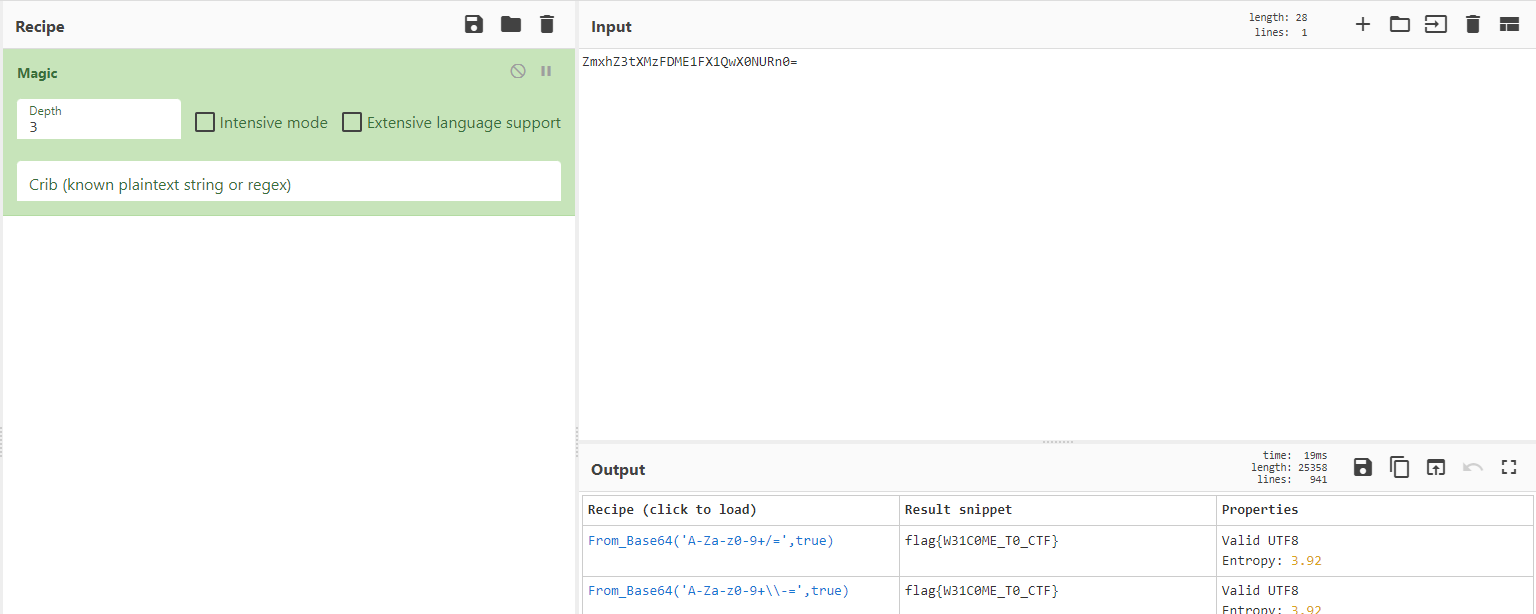 Recipe
Magic
Depth
3
Intensive mode
Extensive language support
Crib (known plaintext string or regex)
Input
length: 28
lines: 1
ZmxhZ3tXMzFDME1FX1QwX0NURn0=
Output
time: 19ms
length: 25358
lines: 941
Recipe (click to load) Result snippet Properties
From_Base64('A-Za-z0-9+/=',true) flag{W31C0ME_T0_CTF} Valid UTF8
Entropy: 3.92
From_Base64('A-Za-z0-9+\\-=',true) flag{W31C0ME_T0_CTF} Valid UTF8
Entropy: 3.92